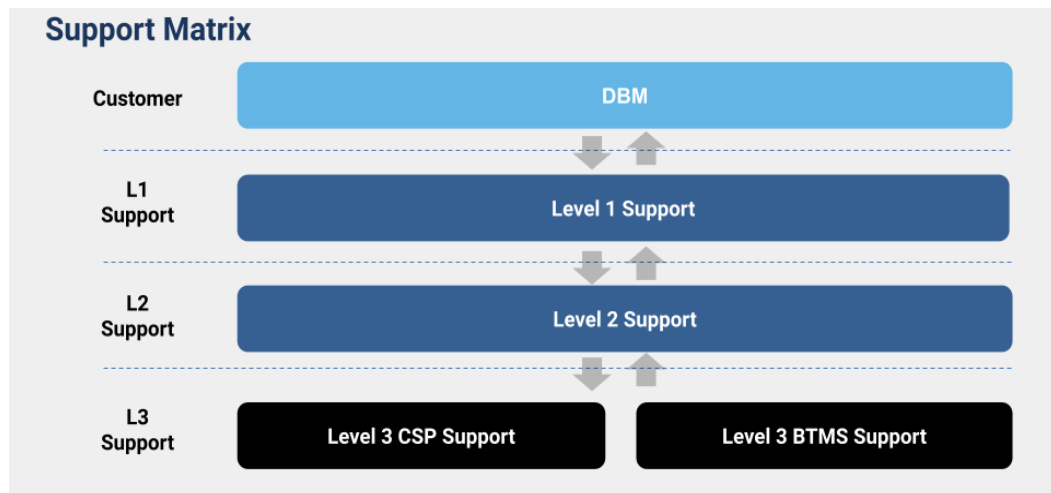 Support Matrix
Customer
DBM
L1
Support
Level 1 Support
L2
Support
Level 2 Support
L3
Support
Level 3 CSP Support
Level 3 BTMS Support